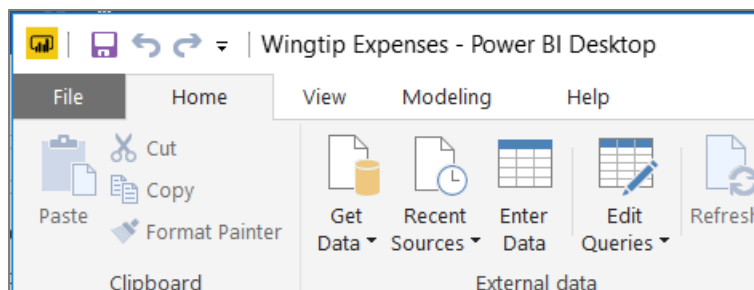 Wingtip Expenses - Power BI Desktop
File Home View Modeling Help
Cut
Copy
Paste
Format Painter
Get Data
Recent Sources
Enter Data
Edit Queries
Refresh
Clipboard
External data